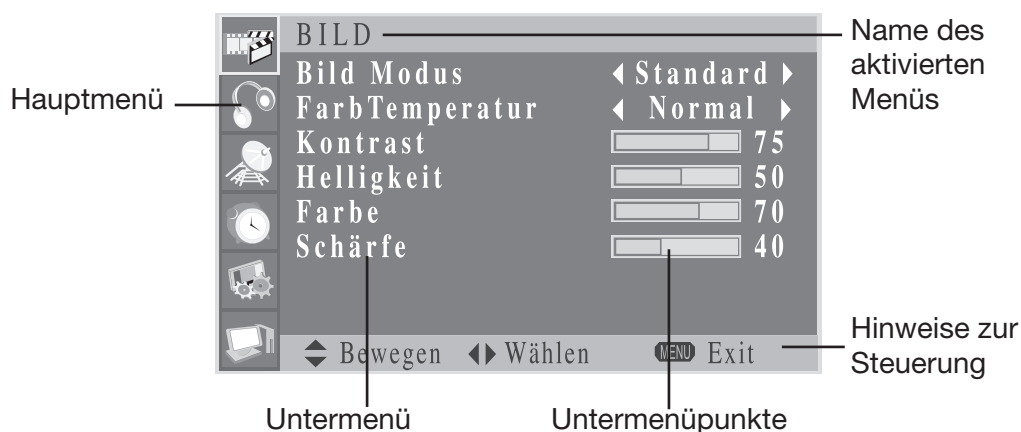 BILD
Name des
aktivierten
Menüs
Hauptmenü
Bild Modus Standard
FarbTemperatur Normal
Kontrast 75
Helligkeit 50
Farbe 70
Schärfe 40
Bewegen Wählen MENU Exit
Hinweise zur
Steuerung
Untermenü Untermenüpunkte